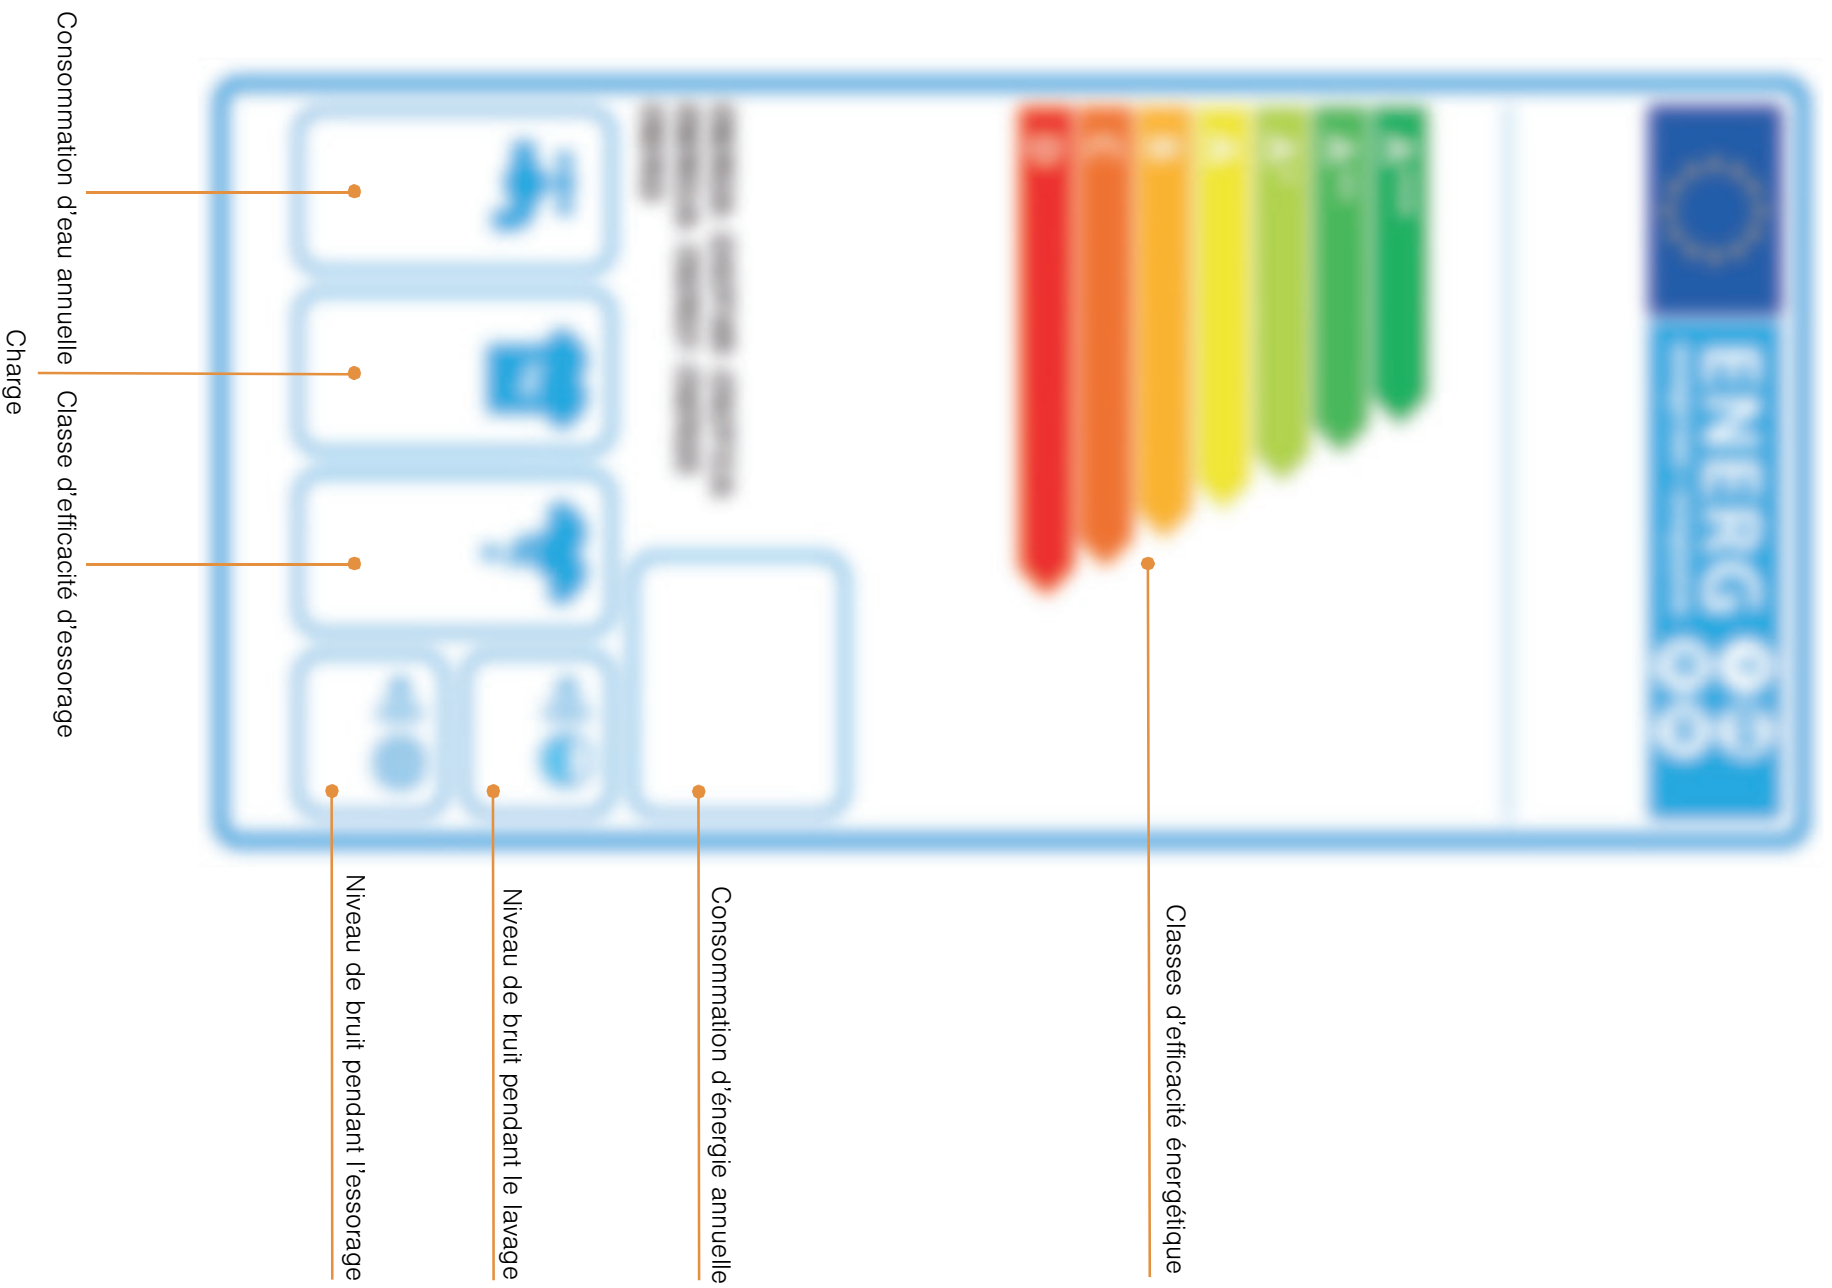 ENERG
A
B
C
D
Classes d'efficacité énergétique
Consommation d'énergie annuelle
Niveau de bruit pendant le lavage
Niveau de bruit pendant l'essorage
Consommation d'eau annuelle
Classe d'efficacité d'essorage
Charge